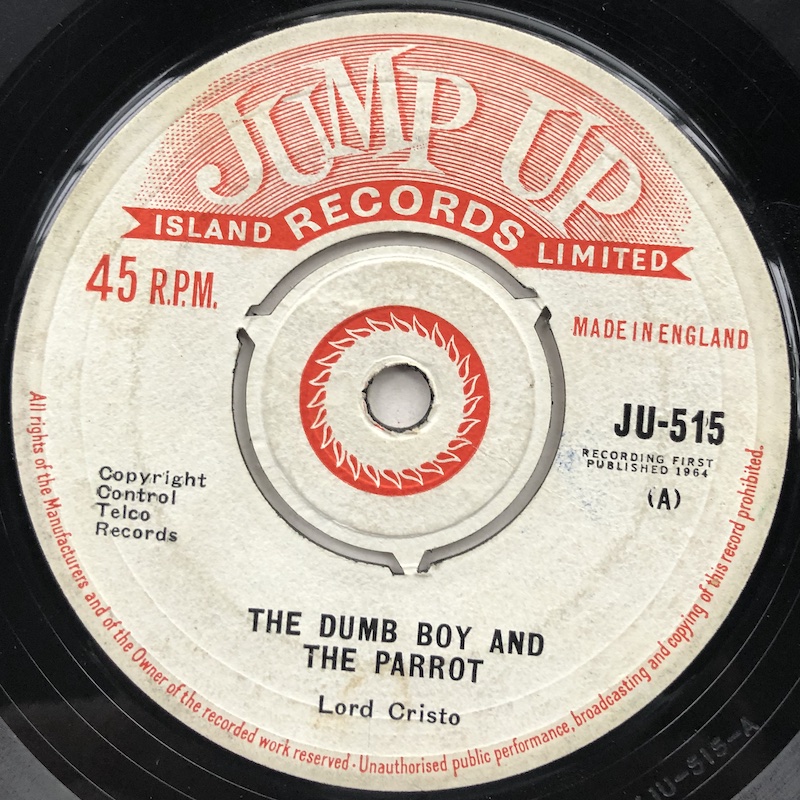 JUMP UP
ISLAND RECORDS LIMITED
45 R.P.M.
MADE IN ENGLAND
JU-515
RECORDING FIRST
PUBLISHED 1964
(A)
Copyright
Control
Telco
Records
THE DUMB BOY AND
THE PARROT
Lord Cristo
All rights of the Manufacturers and of the Owner of the recorded work reserved · Unauthorised public performance, broadcasting and copying of this record prohibited.
JU-515-A